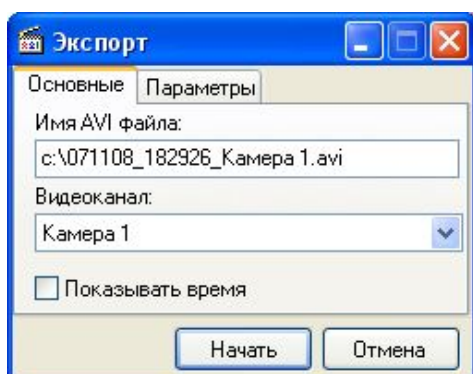 Экспорт
Основные Параметры
Имя AVI файла:
c:\071108_182926_Камера 1.avi
Видеоканал:
Камера 1
Показывать время
Начать Отмена